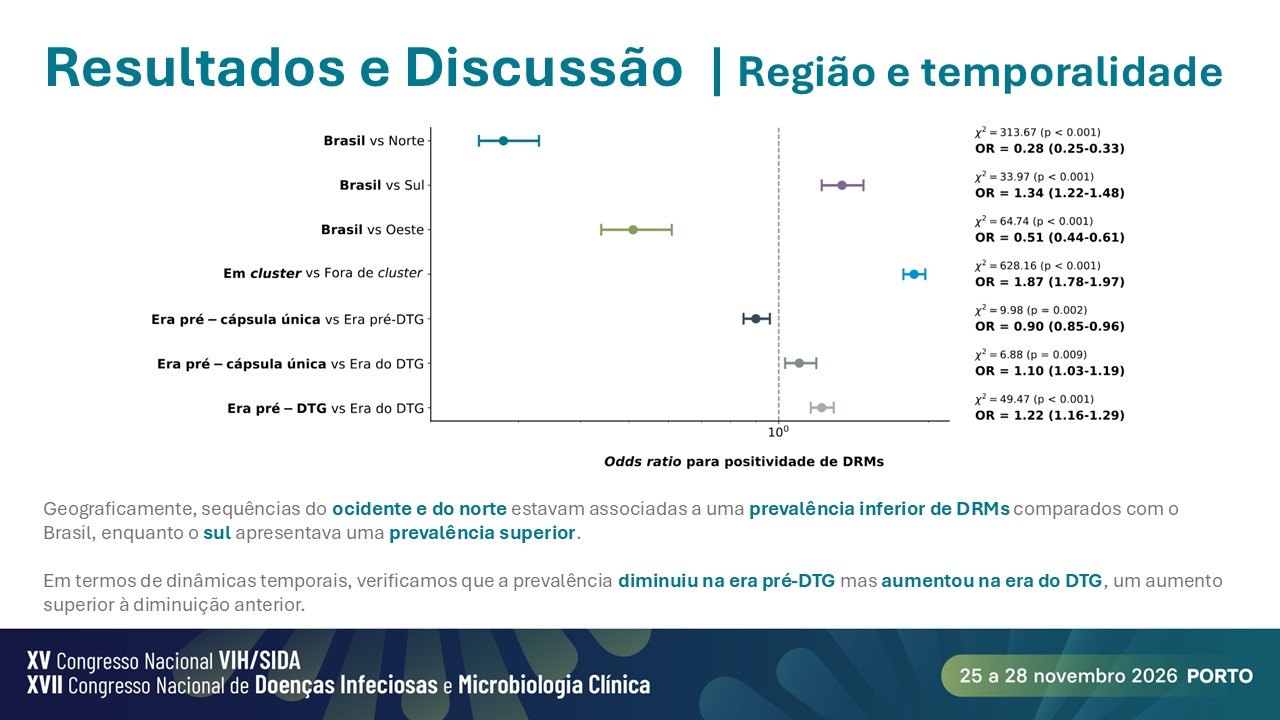 Resultados e Discussão | Região e temporalidade
Brasil vs Norte
χ² = 313.67 (p < 0.001)
OR = 0.28 (0.25-0.33)
Brasil vs Sul
χ² = 33.97 (p < 0.001)
OR = 1.34 (1.22-1.48)
Brasil vs Oeste
χ² = 64.74 (p < 0.001)
OR = 0.51 (0.44-0.61)
Em cluster vs Fora de cluster
χ² = 628.16 (p < 0.001)
OR = 1.87 (1.78-1.97)
Era pré – cápsula única vs Era pré-DTG
χ² = 9.98 (p = 0.002)
OR = 0.90 (0.85-0.96)
Era pré – cápsula única vs Era do DTG
χ² = 6.88 (p = 0.009)
OR = 1.10 (1.03-1.19)
Era pré – DTG vs Era do DTG
χ² = 49.47 (p < 0.001)
OR = 1.22 (1.16-1.29)
10⁰
Odds ratio para positividade de DRMs
Geograficamente, sequências do ocidente e do norte estavam associadas a uma prevalência inferior de DRMs comparados com o
Brasil, enquanto o sul apresentava uma prevalência superior.
Em termos de dinâmicas temporais, verificamos que a prevalência diminuiu na era pré-DTG mas aumentou na era do DTG, um aumento
superior à diminuição anterior.
XV Congresso Nacional VIH/SIDA
XVII Congresso Nacional de Doenças Infeciosas e Microbiologia Clínica
25 a 28 novembro 2026 PORTO